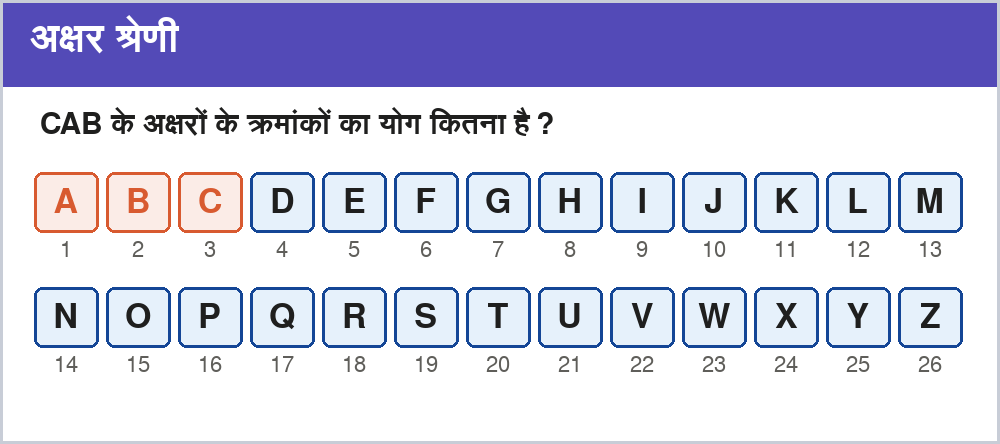 अक्षर श्रेणी
CAB के अक्षरों के क्रमांकों का योग कितना है ?
A B C D E F G H I J K L M
1 2 3 4 5 6 7 8 9 10 11 12 13
N O P Q R S T U V W X Y Z
14 15 16 17 18 19 20 21 22 23 24 25 26